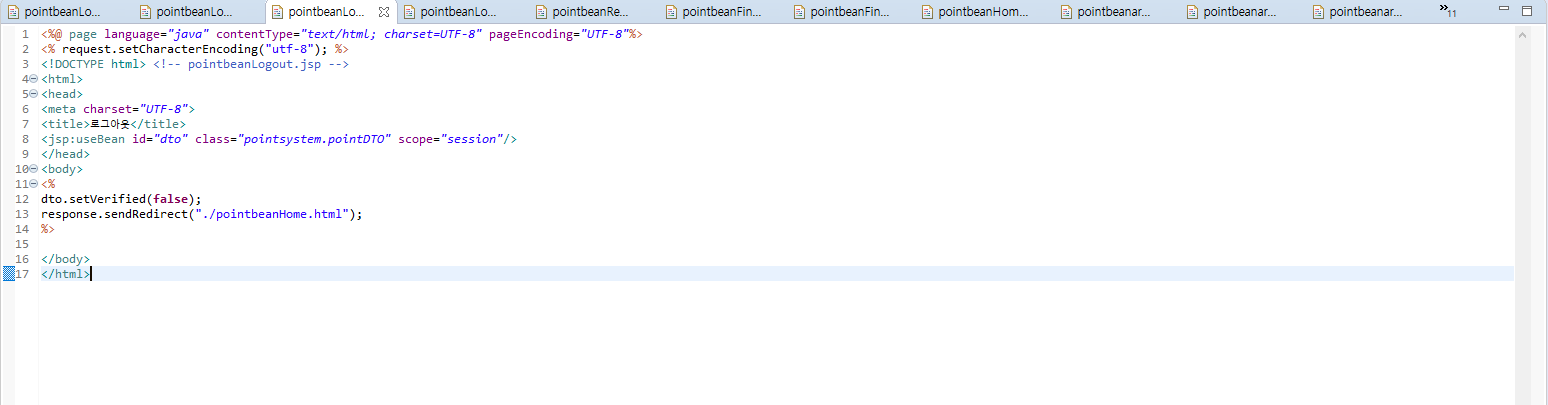 pointbeanLo... pointbeanLo... pointbeanLo... pointbeanLo... pointbeanRe... pointbeanFin... pointbeanFin... pointbeanHom... pointbeanar... pointbeanar... pointbeanar... »11
1 <%@ page language="java" contentType="text/html; charset=UTF-8" pageEncoding="UTF-8"%>
2 <% request.setCharacterEncoding("utf-8"); %>
3 <!DOCTYPE html> <!-- pointbeanLogout.jsp -->
4 <html>
5 <head>
6 <meta charset="UTF-8">
7 <title>로그아웃</title>
8 <jsp:useBean id="dto" class="pointsystem.pointDTO" scope="session"/>
9 </head>
10 <body>
11 <%
12 dto.setVerified(false);
13 response.sendRedirect("./pointbeanHome.html");
14 %>
15
16 </body>
17 </html>